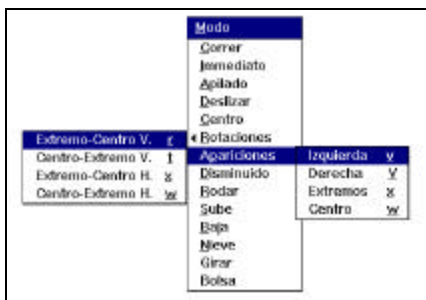 Modo
Correr
Immediato
Apilado
Deslizar
Centro
Rotaciones
Extremo-Centro V. r
Centro-Extremo V. t
Extremo-Centro H. x
Centro-Extremo H. w
Apariciones
Izquierda v
Derecha y
Extremos x
Centro w
Disminuido
Rodar
Sube
Baja
Nieve
Girar
Bolsa